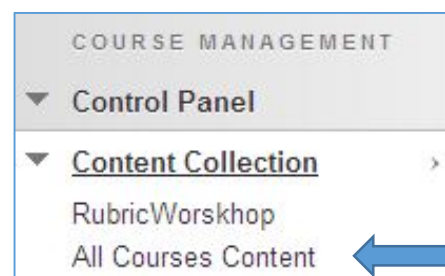 COURSE MANAGEMENT
Control Panel
Content Collection
RubricWorskhop
All Courses Content